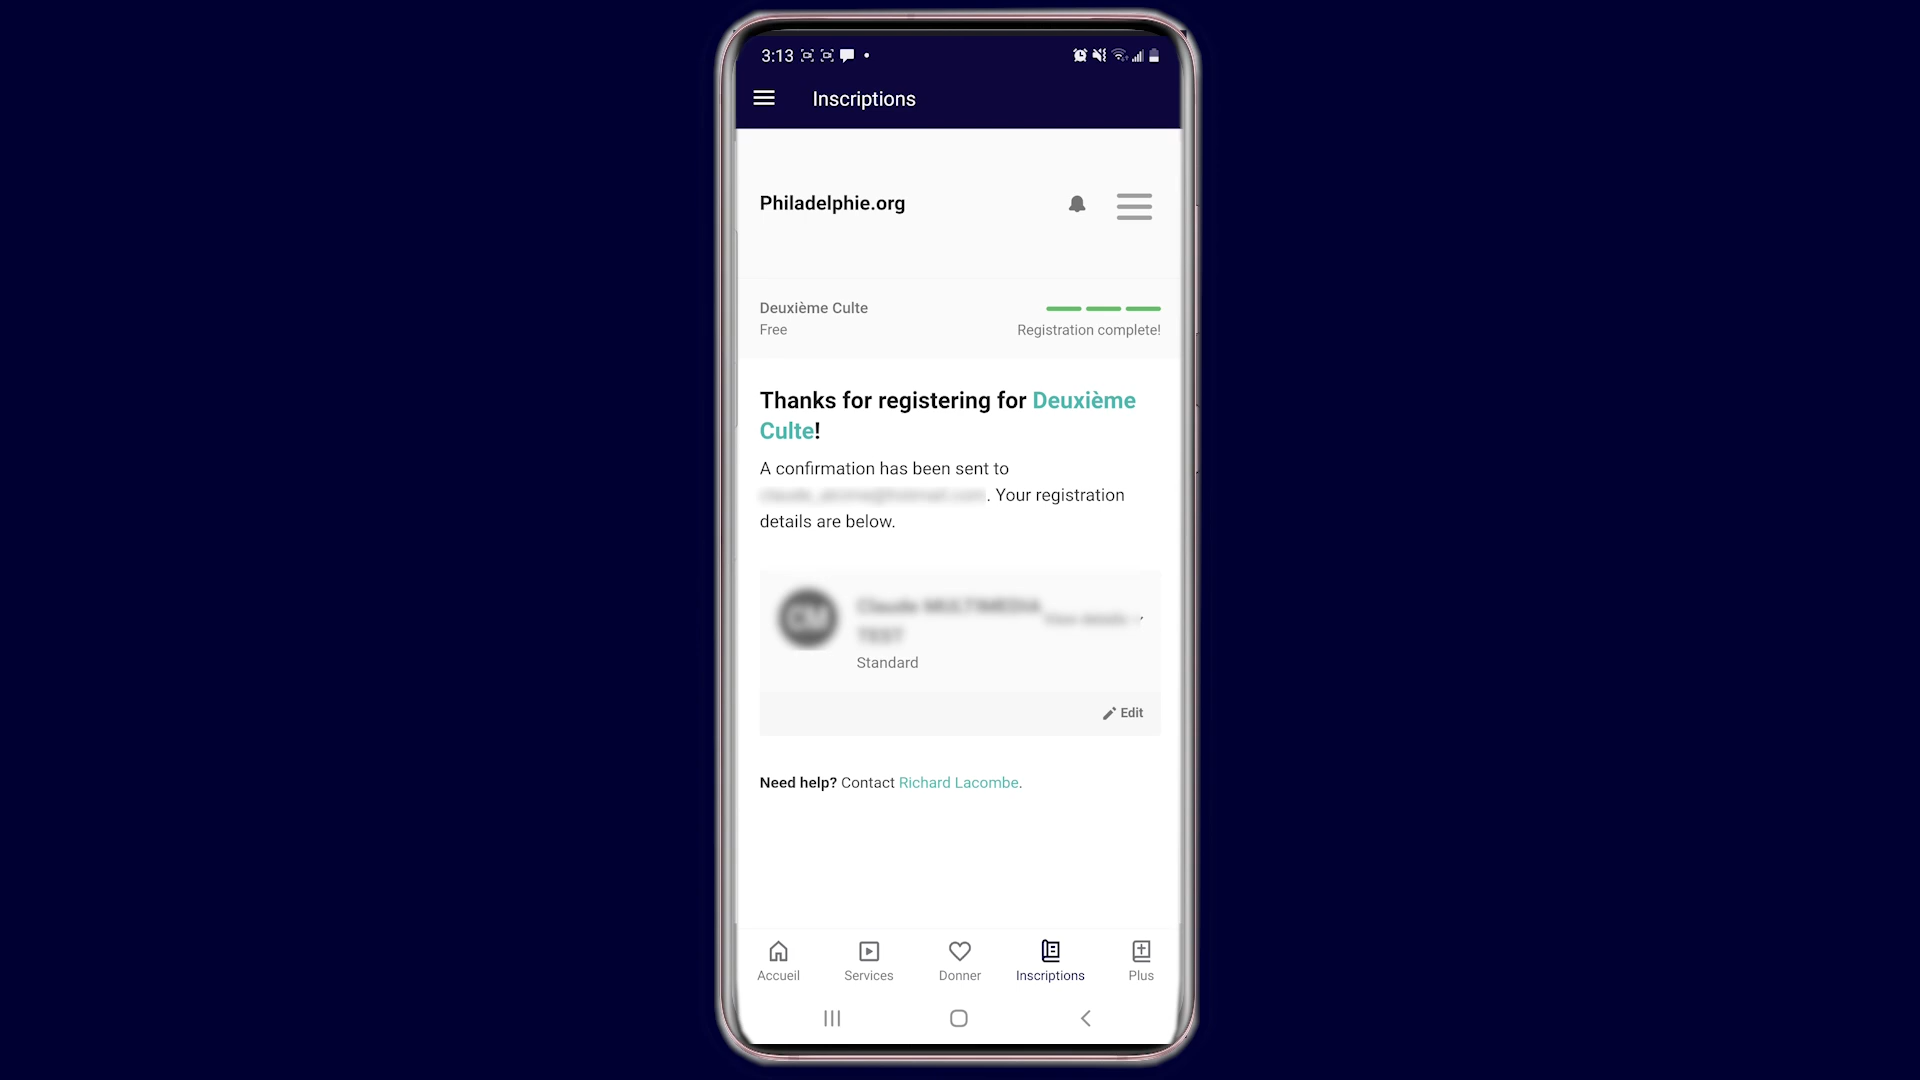 3:13
Inscriptions
Philadelphie.org
Deuxième Culte
Free
Registration complete!
Thanks for registering for Deuxième
Culte!
A confirmation has been sent to
. Your registration
details are below.
Standard
Edit
Need help? Contact Richard Lacombe.
Accueil
Services
Donner
Inscriptions
Plus